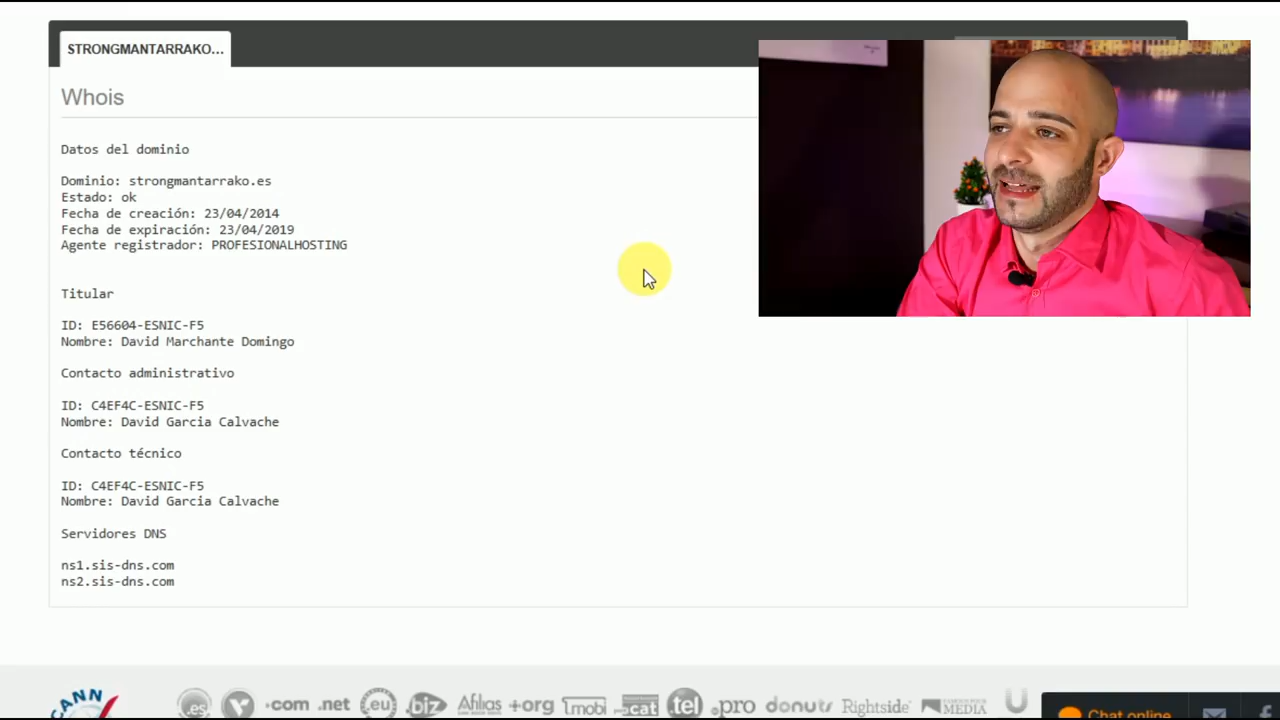 STRONGMANTARRAKO...
Whois
Datos del dominio
Dominio: strongmantarrako.es
Estado: ok
Fecha de creación: 23/04/2014
Fecha de expiración: 23/04/2019
Agente registrador: PROFESIONALHOSTING
Titular
ID: E56604-ESNIC-F5
Nombre: David Marchante Domingo
Contacto administrativo
ID: C4EF4C-ESNIC-F5
Nombre: David Garcia Calvache
Contacto técnico
ID: C4EF4C-ESNIC-F5
Nombre: David Garcia Calvache
Servidores DNS
ns1.sis-dns.com
ns2.sis-dns.com
CANN .es .com .net .eu .biz Afilias .org .mobi .cat .tel .pro donuts Rightside MEDIA
Chat online